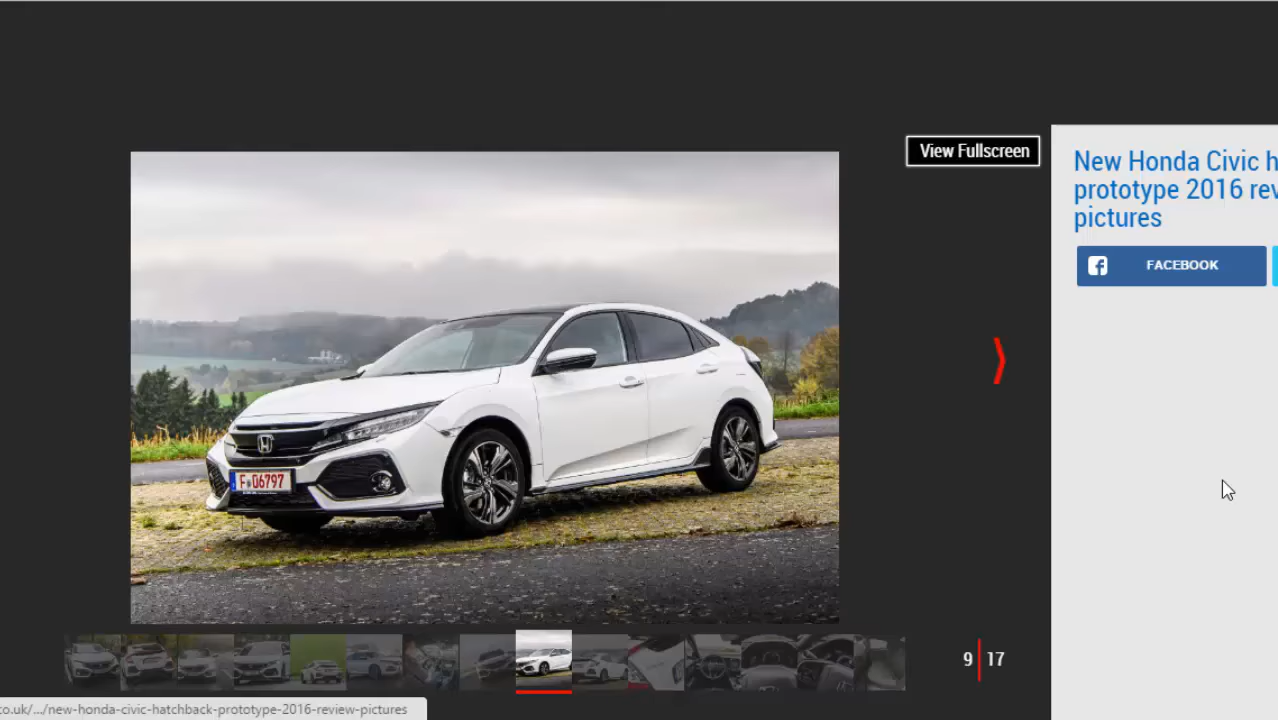 View Fullscreen
New Honda Civic h
prototype 2016 rev
pictures
FACEBOOK
F 06797
9 17
co.uk/.../new-honda-civic-hatchback-prototype-2016-review-pictures